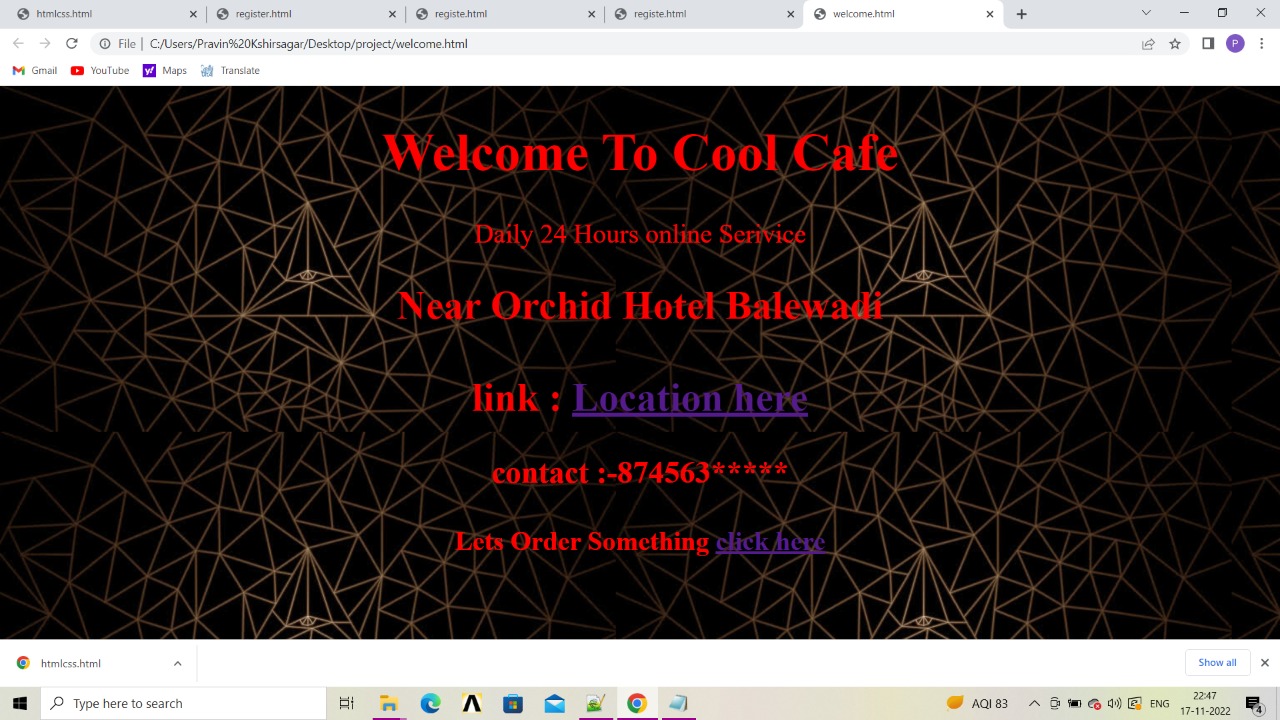 htmlcss.html
register.html
registe.html
registe.html
welcome.html
File | C:/Users/Pravin%20Kshirsagar/Desktop/project/welcome.html
P
Gmail YouTube Maps Translate
Welcome To Cool Cafe
Daily 24 Hours online Serivice
Near Orchid Hotel Balewadi
link : Location here
contact :-874563*****
Lets Order Something click here
htmlcss.html
Show all
Type here to search
AQI 83
ENG
22:47
17-11-2022
4